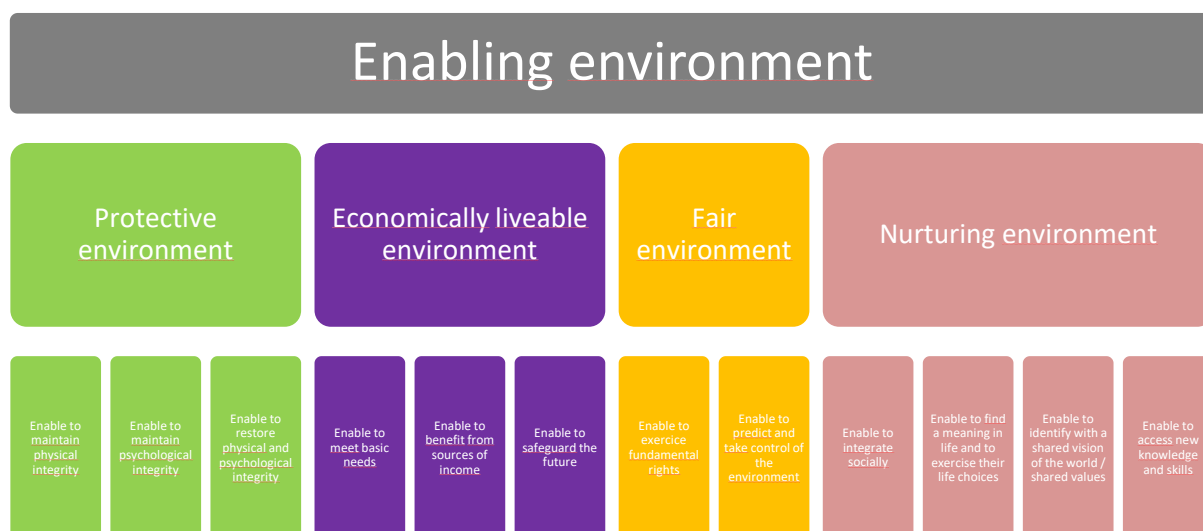 Enabling environment
Protective
environment
Economically liveable
environment
Fair
environment
Nurturing environment
Enable to
maintain
physical
integrity
Enable to
maintain
psychological
integrity
Enable to
restore
physical and
psychological
integrity
Enable to
meet basic
needs
Enable to
benefit from
sources of
income
Enable to
safeguard the
future
Enable to
exercice
fundamental
rights
Enable to
predict and
take control of
the
environment
Enable to
integrate
socially
Enable to find
a meaning in
life and to
exercise their
life choices
Enable to
identify with a
shared vision
of the world /
shared values
Enable to
access new
knowledge
and skills